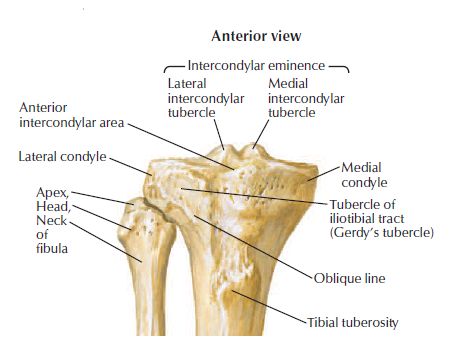 Anterior view
Intercondylar eminence
Lateral
intercondylar
tubercle
Medial
intercondylar
tubercle
Anterior
intercondylar area
Lateral condyle
Apex,
Head,
Neck
of
fibula
Medial
condyle
Tubercle of
iliotibial tract
(Gerdy's tubercle)
Oblique line
Tibial tuberosity